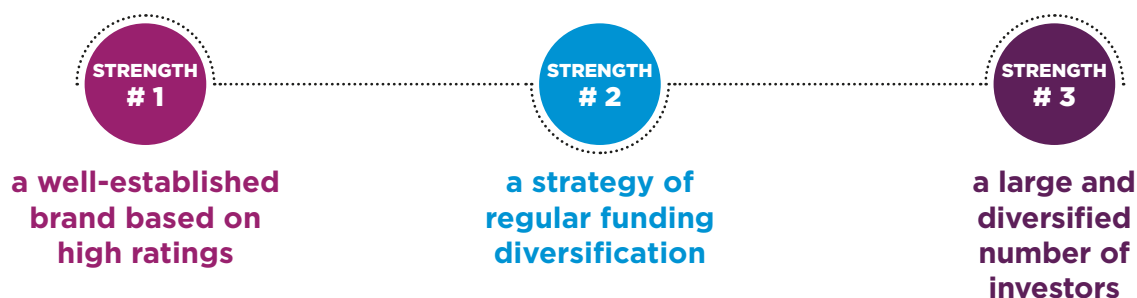 STRENGTH
# 1
a well-established
brand based on
high ratings
STRENGTH
# 2
a strategy of
regular funding
diversification
STRENGTH
# 3
a large and
diversified
number of
investors